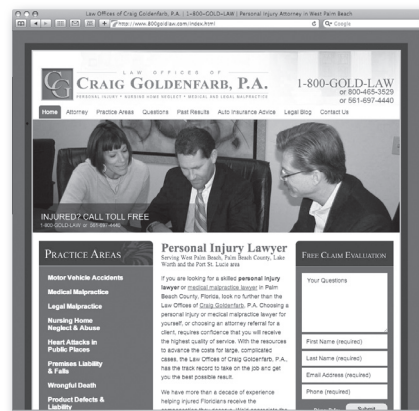 Law Offices of Craig Goldenfarb, P.A. | 1-800-GOLD-LAW | Personal Injury Attorney in West Palm Beach
http://www.800goldlaw.com/index.html
Google
CG
LAW OFFICES OF
CRAIG GOLDENFARB, P.A.
PERSONAL INJURY • NURSING HOME NEGLECT • MEDICAL AND LEGAL MALPRACTICE
1-800-GOLD-LAW
or 800-465-3529
or 561-697-4440
Home Attorney Practice Areas Questions Past Results Auto Insurance Advice Legal Blog Contact Us
INJURED? CALL TOLL FREE
1-800-GOLD-LAW or 561-697-4440
PRACTICE AREAS
Motor Vehicle Accidents
Medical Malpractice
Legal Malpractice
Nursing Home
Neglect & Abuse
Heart Attacks in
Public Places
Premises Liability
& Falls
Wrongful Death
Product Defects &
Liability
Personal Injury Lawyer
Serving West Palm Beach, Palm Beach County, Lake
Worth and the Port St. Lucie area
If you are looking for a skilled personal injury
lawyer or medical malpractice lawyer in Palm
Beach County, Florida, look no further than the
Law Offices of Craig Goldenfarb, P.A. Choosing a
personal injury or medical malpractice lawyer for
yourself, or choosing an attorney referral for a
client, requires confidence that you will receive
the highest quality of service. With the resources
to advance the costs for large, complicated
cases, the Law Offices of Craig Goldenfarb, P.A.,
has the track record to take on the job and get
you the best possible result.
We have more than a decade of experience
helping injured Floridians receive the
FREE CLAIM EVALUATION
Your Questions
First Name (required)
Last Name (required)
Email Address (required)
Phone (required)
Submit